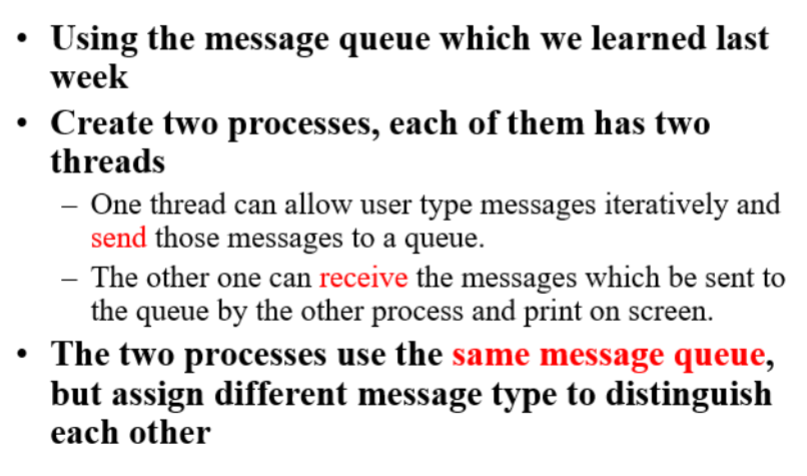 • Using the message queue which we learned last
week
• Create two processes, each of them has two
threads
– One thread can allow user type messages iteratively and
send those messages to a queue.
– The other one can receive the messages which be sent to
the queue by the other process and print on screen.
• The two processes use the same message queue,
but assign different message type to distinguish
each other